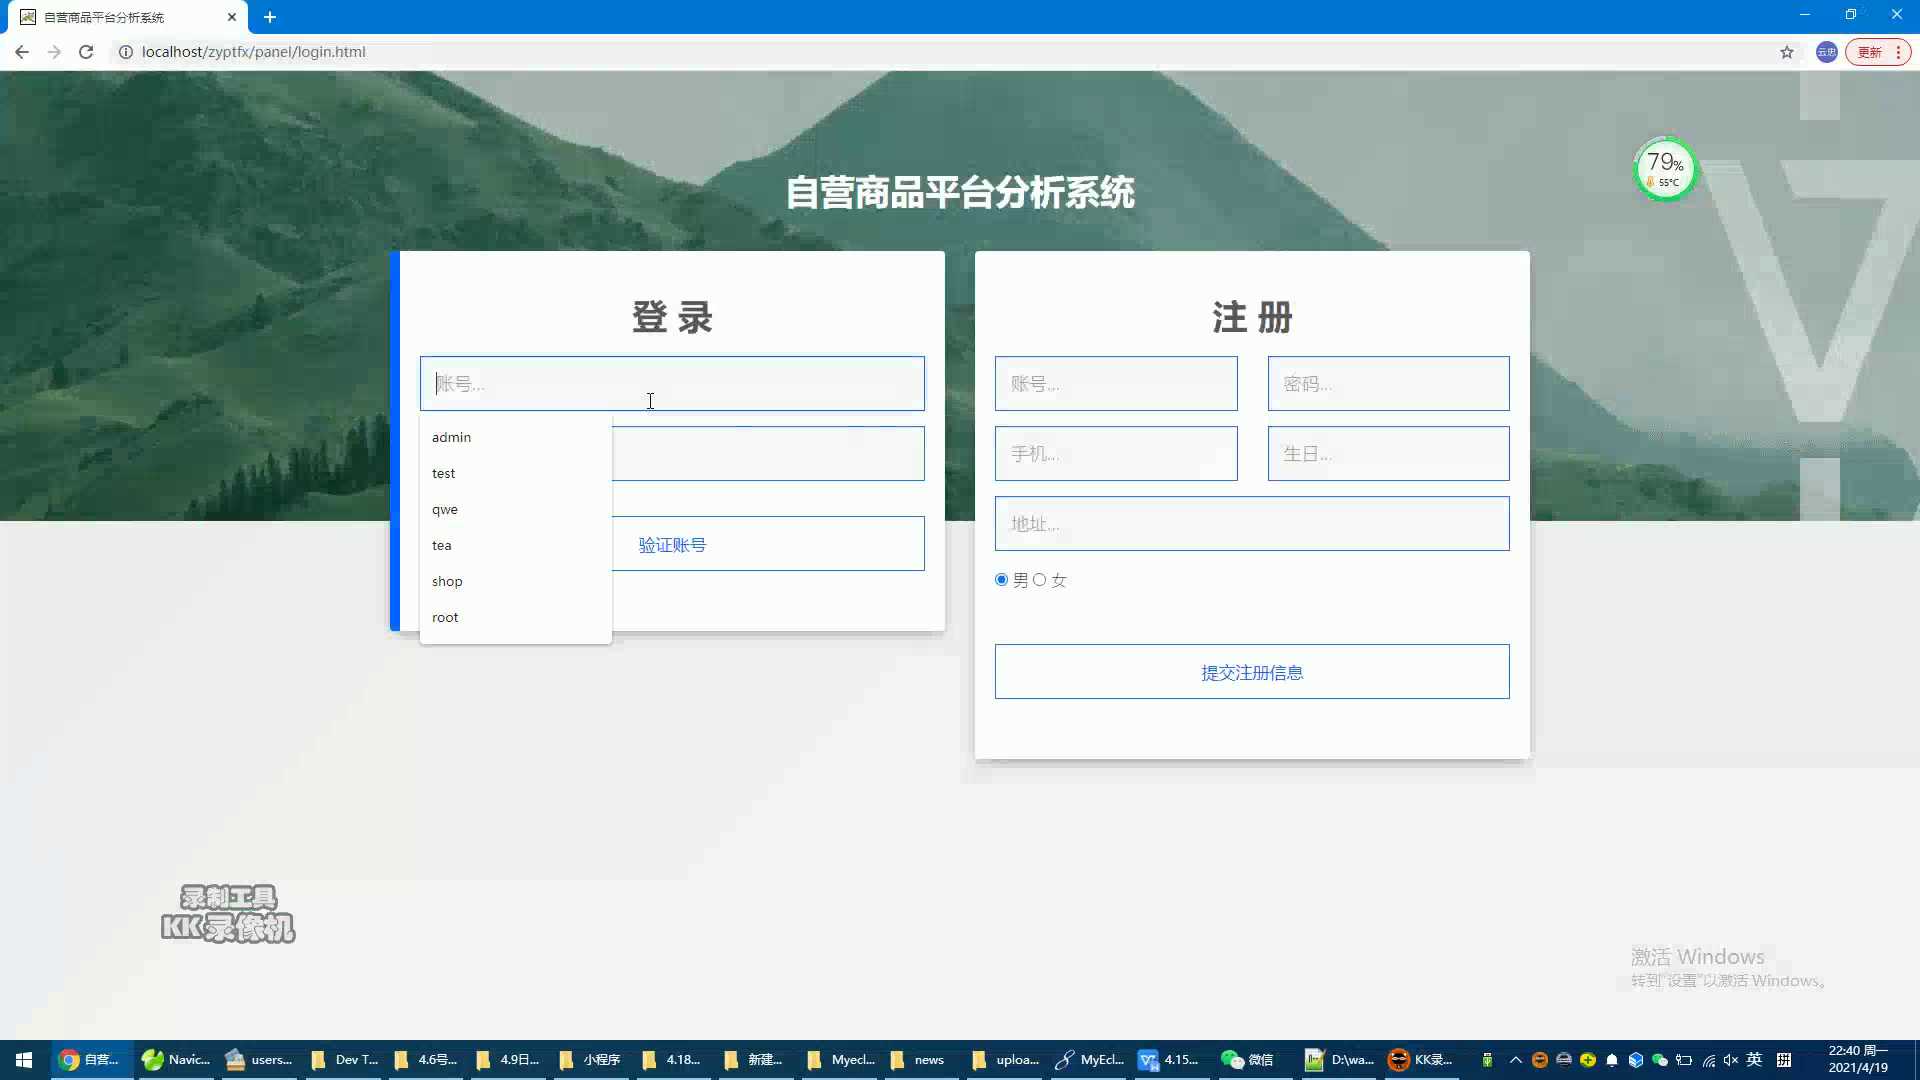 自营商品平台分析系统
localhost/zyptfx/panel/login.html
云忠
更新
79%
55°C
自营商品平台分析系统
登 录
账号...
admin
test
qwe
tea
shop
root
验证账号
注 册
账号...
密码...
手机...
生日...
地址...
男 女
提交注册信息
录制工具
KK录像机
激活 Windows
转到"设置"以激活 Windows。
自营...
Navic...
users...
Dev T...
4.6号...
4.9日...
小程序
4.18...
新建...
Myecl...
news
uploa...
MyEcl...
4.15...
微信
D:\wa...
KK录...
英
拼
22:40 周一
2021/4/19